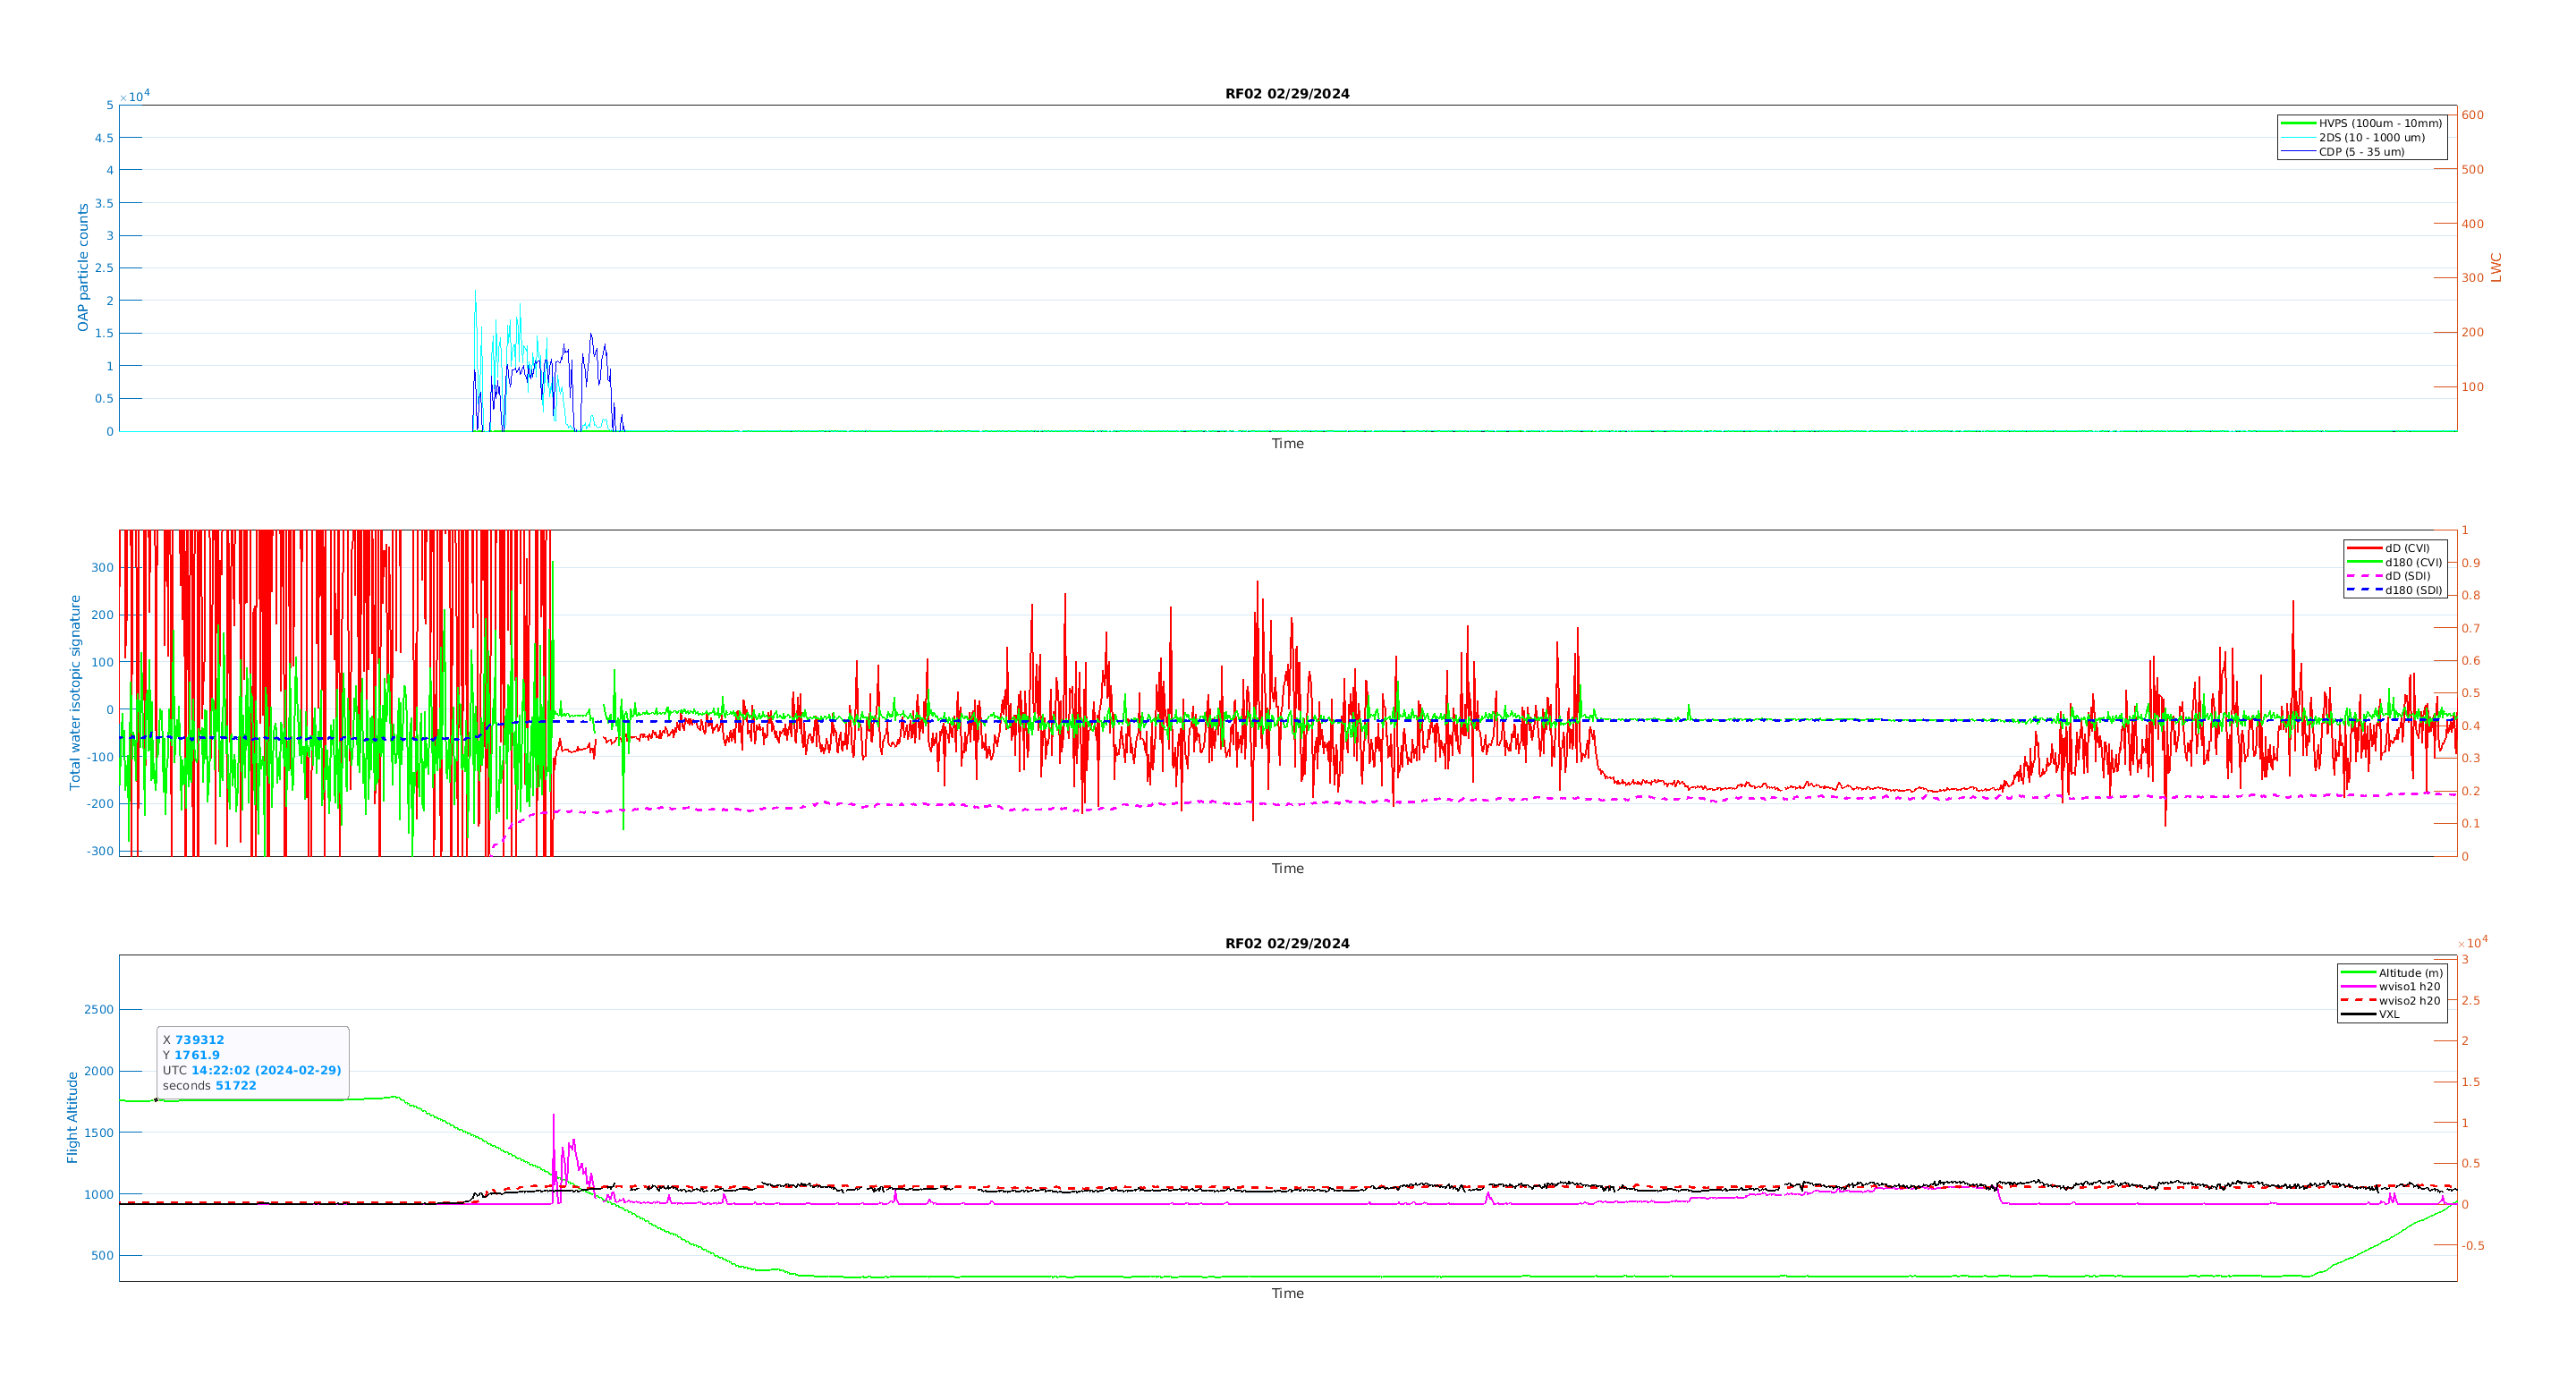 RF02 02/29/2024
×10^4
5
4.5
4
3.5
3
2.5
2
1.5
1
0.5
0
OAP particle counts
600
500
400
300
200
100
LWC
HVPS (100um - 10mm)
2DS (10 - 1000 um)
CDP (5 - 35 um)
Time
300
200
100
0
-100
-200
-300
Total water isotopic signature
1
0.9
0.8
0.7
0.6
0.5
0.4
0.3
0.2
0.1
0
dD (CVI)
d180 (CVI)
dD (SDI)
d180 (SDI)
Time
RF02 02/29/2024
×10^4
2500
2000
1500
1000
500
Flight Altitude
X 739312
Y 1761.9
UTC 14:22:02 (2024-02-29)
seconds 51722
3
2.5
2
1.5
1
0.5
0
-0.5
Altitude (m)
wviso1 h20
wviso2 h20
VXL
Time